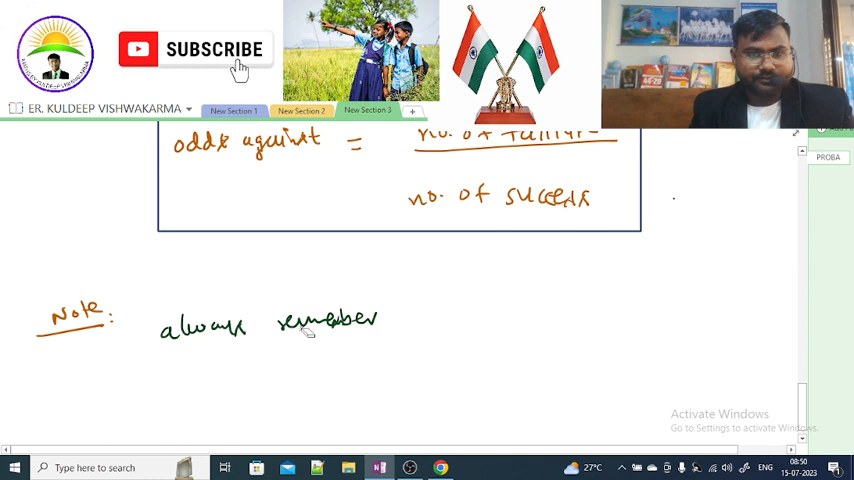 SUBSCRIBE
ER. KULDEEP VISHWAKARMA
New Section 1
New Section 2
New Section 3
PROBA
odds against = no. of failure
no. of success
Note:
always remember
Activate Windows
Go to Settings to activate Windows.
Type here to search
27°C
ENG
08:50
15-07-2023